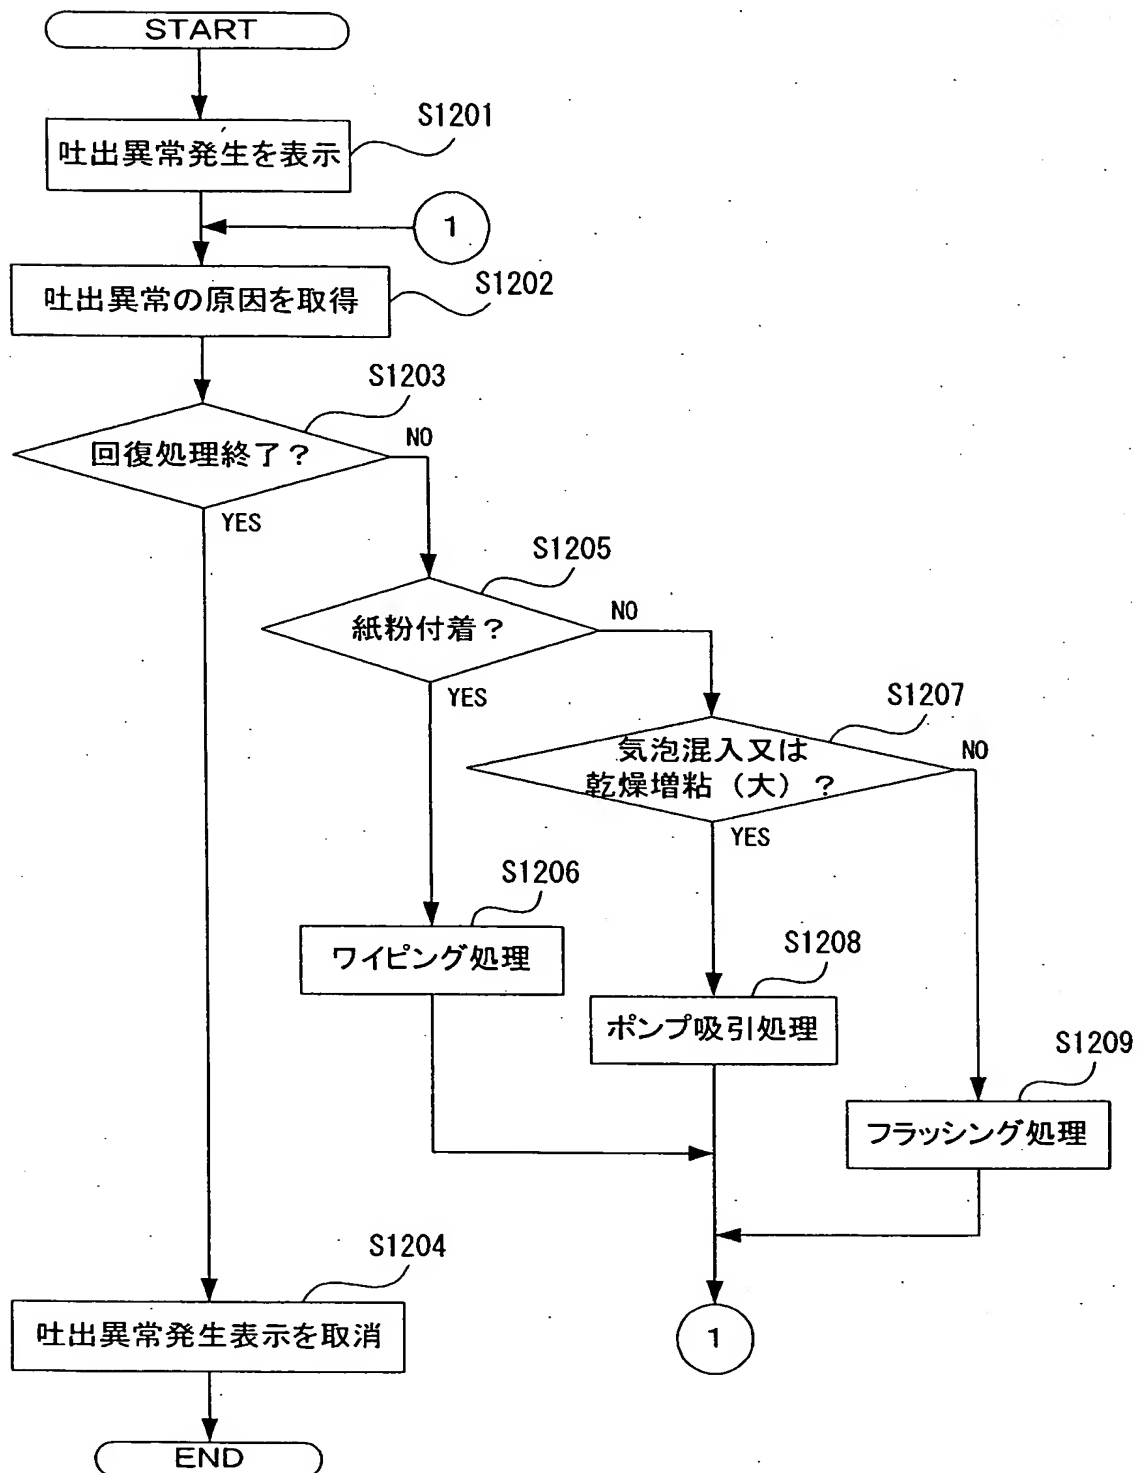 START
S1201
吐出異常発生を表示
1
S1202
吐出異常の原因を取得
S1203
回復処理終了？
NO
YES
S1205
紙粉付着？
NO
YES
S1207
気泡混入又は
乾燥増粘（大）？
NO
YES
S1206
ワイピング処理
S1208
ポンプ吸引処理
S1209
フラッシング処理
S1204
吐出異常発生表示を取消
1
END